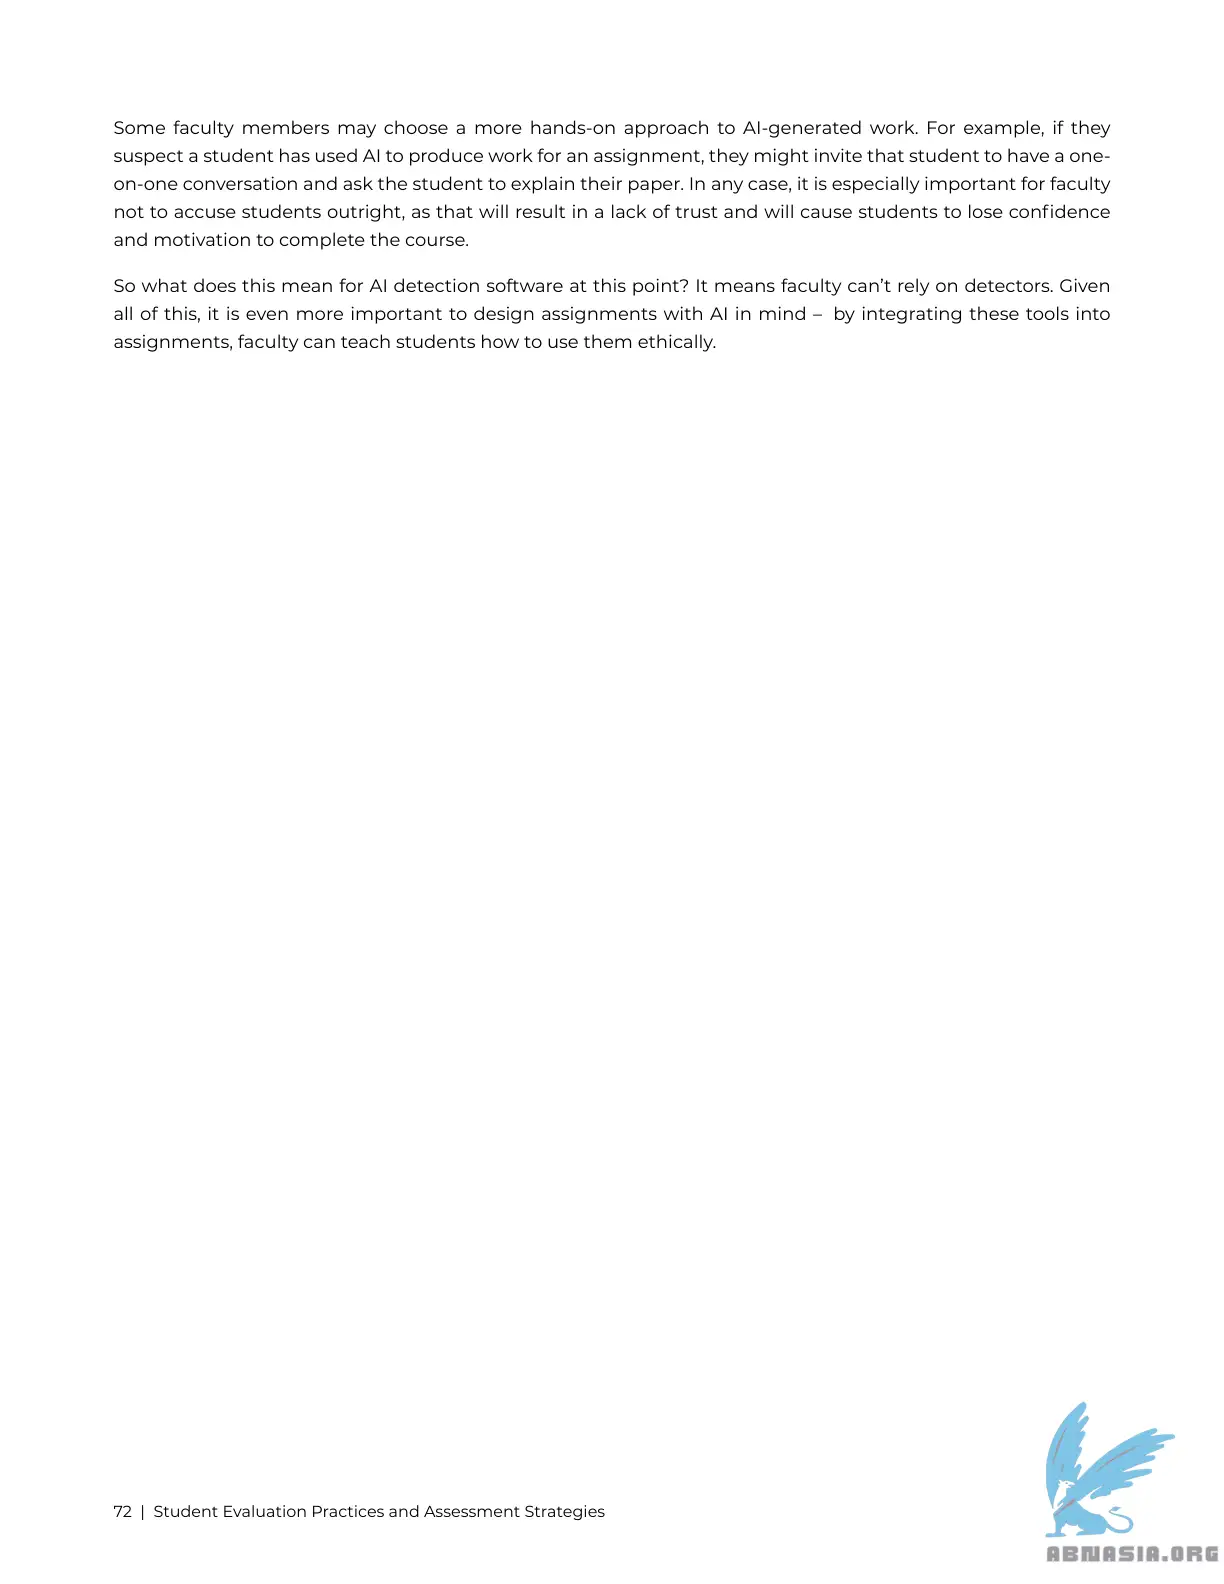 Some faculty members may choose a more hands-on approach to AI-generated work. For example, if they
suspect a student has used AI to produce work for an assignment, they might invite that student to have a one-
on-one conversation and ask the student to explain their paper. In any case, it is especially important for faculty
not to accuse students outright, as that will result in a lack of trust and will cause students to lose confidence
and motivation to complete the course.
So what does this mean for AI detection software at this point? It means faculty can’t rely on detectors. Given
all of this, it is even more important to design assignments with AI in mind –  by integrating these tools into
assignments, faculty can teach students how to use them ethically.
72 | Student Evaluation Practices and Assessment Strategies
ABNASIA.ORG